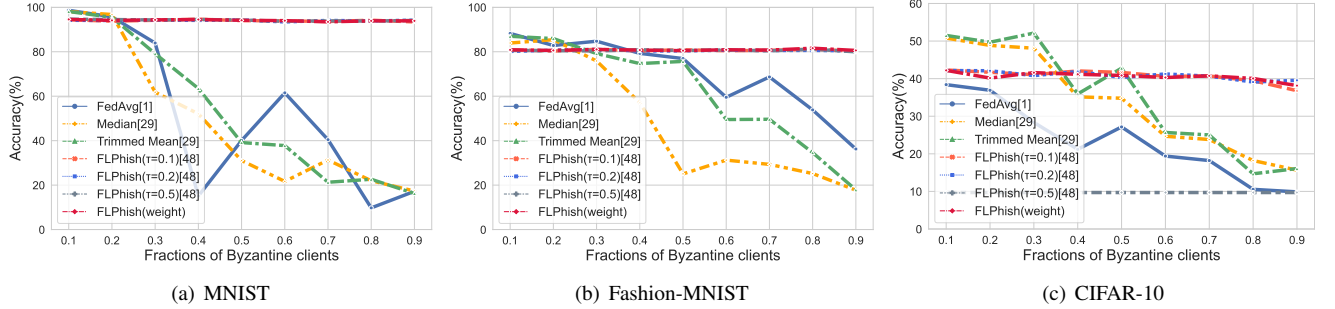 100
80
60
40
20
0
Accuracy(%)
FedAvg[1]
Median[29]
Trimmed Mean[29]
FLPhish(τ=0.1)[48]
FLPhish(τ=0.2)[48]
FLPhish(τ=0.5)[48]
FLPhish(weight)
0.1 0.2 0.3 0.4 0.5 0.6 0.7 0.8 0.9
Fractions of Byzantine clients
(a) MNIST
100
80
60
40
20
0
Accuracy(%)
FedAvg[1]
Median[29]
Trimmed Mean[29]
FLPhish(τ=0.1)[48]
FLPhish(τ=0.2)[48]
FLPhish(τ=0.5)[48]
FLPhish(weight)
0.1 0.2 0.3 0.4 0.5 0.6 0.7 0.8 0.9
Fractions of Byzantine clients
(b) Fashion-MNIST
60
50
40
30
20
10
0
Accuracy(%)
FedAvg[1]
Median[29]
Trimmed Mean[29]
FLPhish(τ=0.1)[48]
FLPhish(τ=0.2)[48]
FLPhish(τ=0.5)[48]
FLPhish(weight)
0.1 0.2 0.3 0.4 0.5 0.6 0.7 0.8 0.9
Fractions of Byzantine clients
(c) CIFAR-10